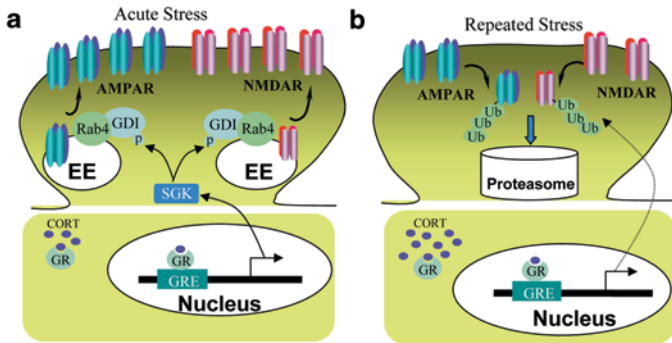 a
Acute Stress
AMPAR
NMDAR
Rab4
GDI
p
GDI
p
Rab4
EE
EE
SGK
CORT
GR
GR
GRE
Nucleus
b
Repeated Stress
AMPAR
NMDAR
Ub
Ub
Ub
Ub
Ub
Ub
Proteasome
CORT
GR
GR
GRE
Nucleus